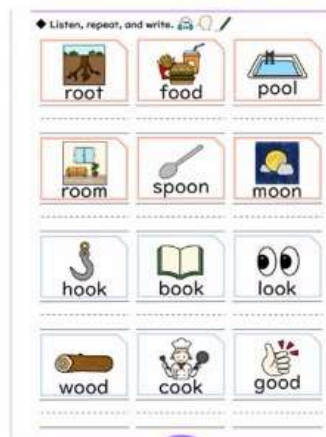 ◆ Listen, repeat, and write.
root food pool
room spoon moon
hook book look
wood cook good